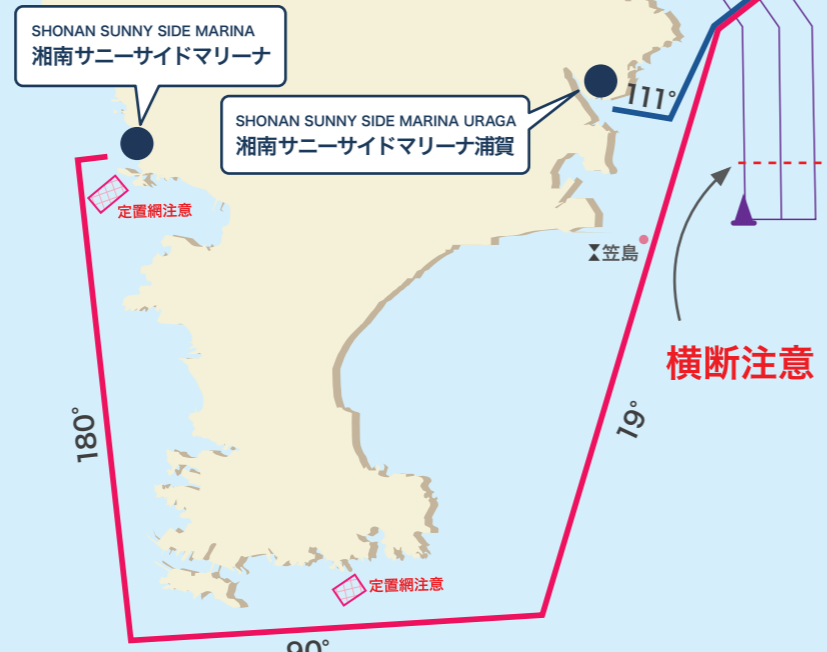 SHONAN SUNNY SIDE MARINA
湘南サニーサイドマリーナ
SHONAN SUNNY SIDE MARINA URAGA
湘南サニーサイドマリーナ浦賀
111°
定置網注意
笠島
横断注意
180°
19°
定置網注意
90°